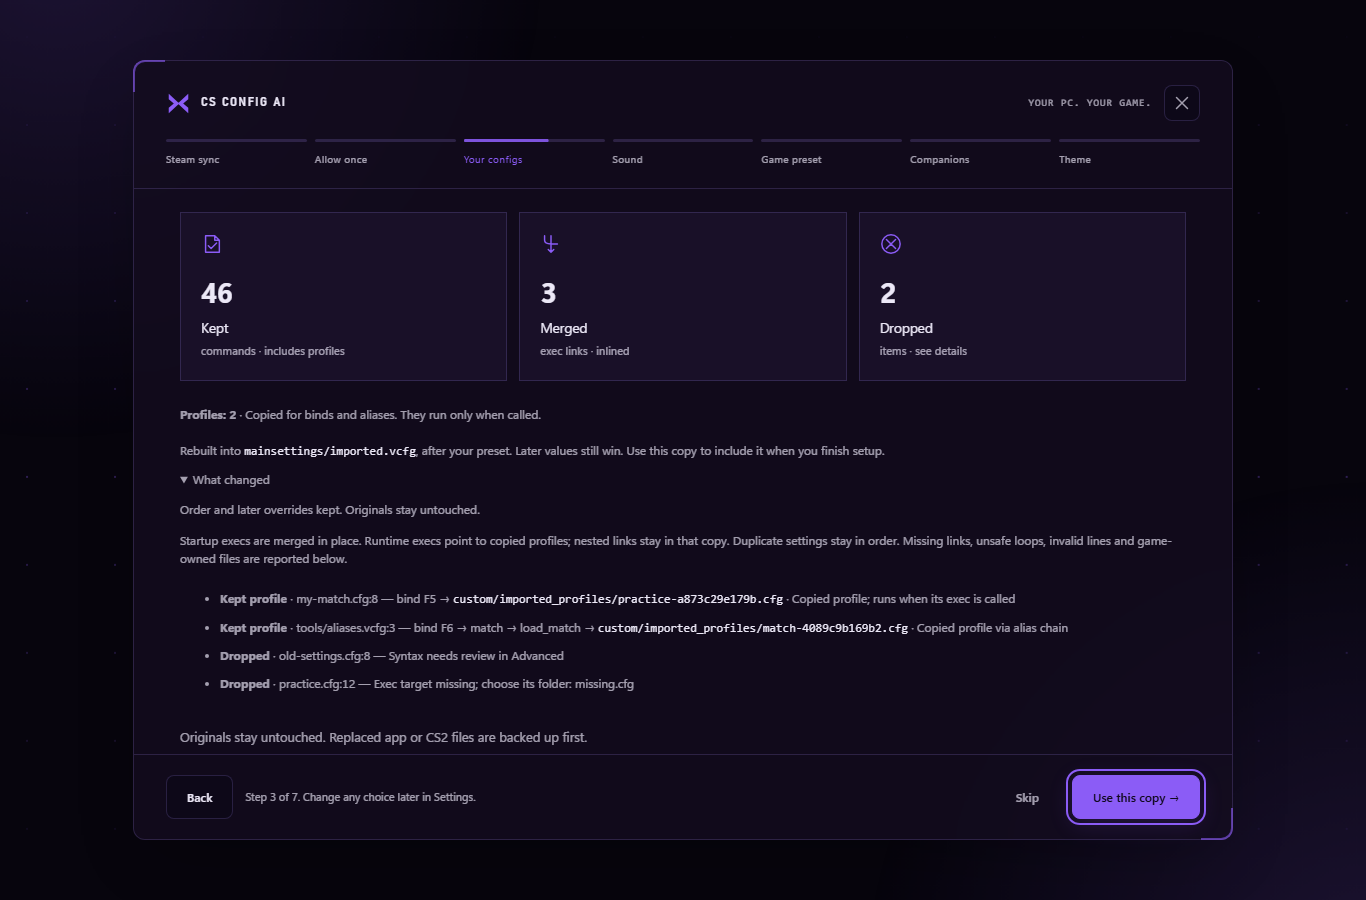 CS CONFIG AI
YOUR PC. YOUR GAME.
Steam sync
Allow once
Your configs
Sound
Game preset
Companions
Theme
46
Kept
commands · includes profiles
3
Merged
exec links · inlined
2
Dropped
items · see details
Profiles: 2 · Copied for binds and aliases. They run only when called.
Rebuilt into mainsettings/imported.vcfg, after your preset. Later values still win. Use this copy to include it when you finish setup.
▼ What changed
Order and later overrides kept. Originals stay untouched.
Startup execs are merged in place. Runtime execs point to copied profiles; nested links stay in that copy. Duplicate settings stay in order. Missing links, unsafe loops, invalid lines and game-
owned files are reported below.
• Kept profile · my-match.cfg:8 — bind F5 → custom/imported_profiles/practice-a873c29e179b.cfg · Copied profile; runs when its exec is called
• Kept profile · tools/aliases.vcfg:3 — bind F6 → match → load_match → custom/imported_profiles/match-4089c9b169b2.cfg · Copied profile via alias chain
• Dropped · old-settings.cfg:8 — Syntax needs review in Advanced
• Dropped · practice.cfg:12 — Exec target missing; choose its folder: missing.cfg
Originals stay untouched. Replaced app or CS2 files are backed up first.
Back
Step 3 of 7. Change any choice later in Settings.
Skip
Use this copy →